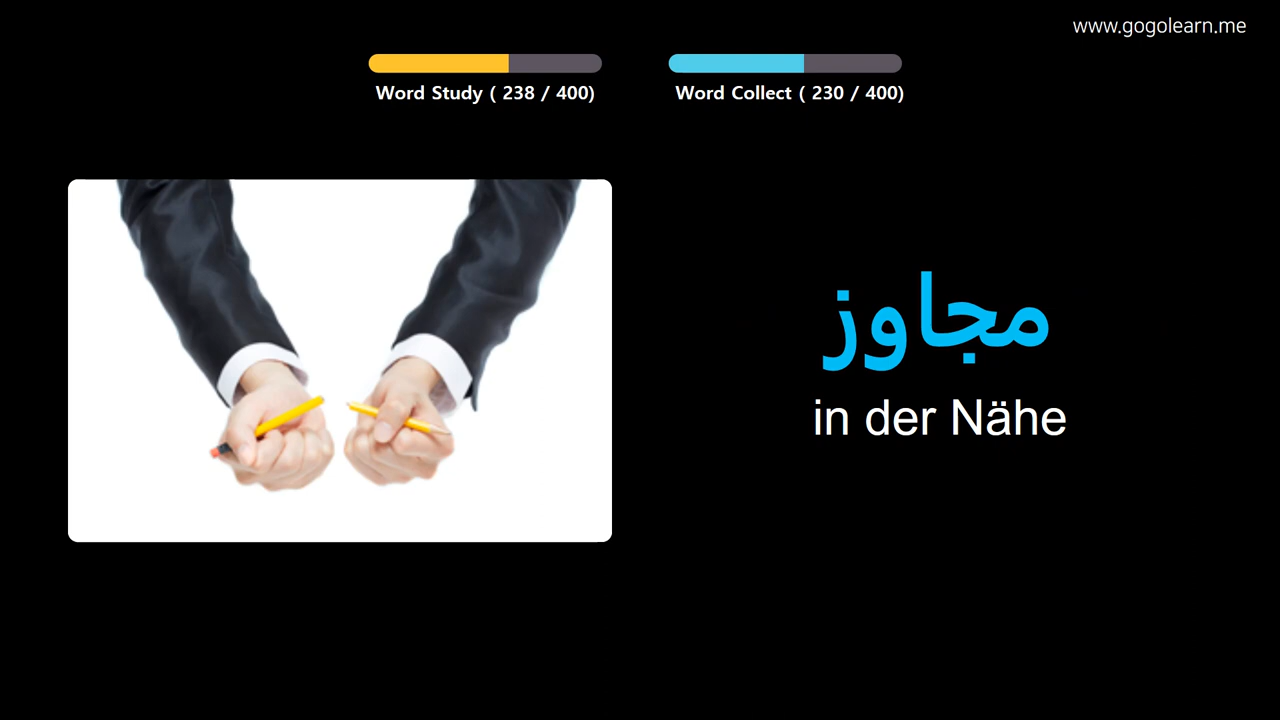 www.gogolearn.me
Word Study ( 238 / 400)
Word Collect ( 230 / 400)
مجاوز
in der Nähe